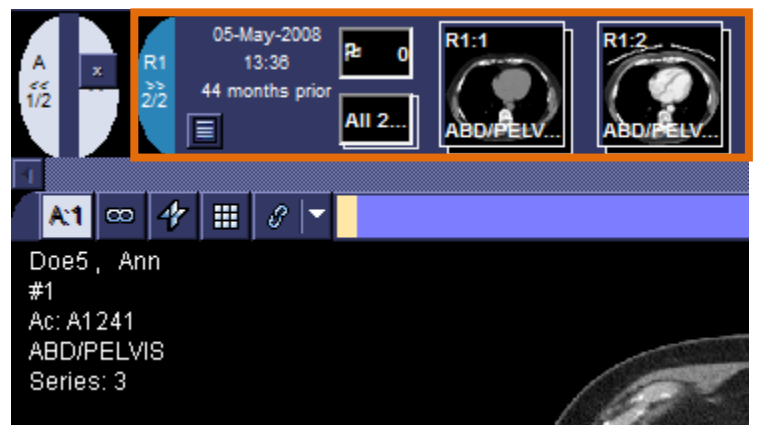 A
<<
1/2
x
R1
>>
2/2
05-May-2008
13:36
44 months prior
0
All 2...
R1:1
ABD/PELV...
R1:2
ABD/PELV...
A:1
Doe5, Ann
#1
Ac: A1241
ABD/PELVIS
Series: 3